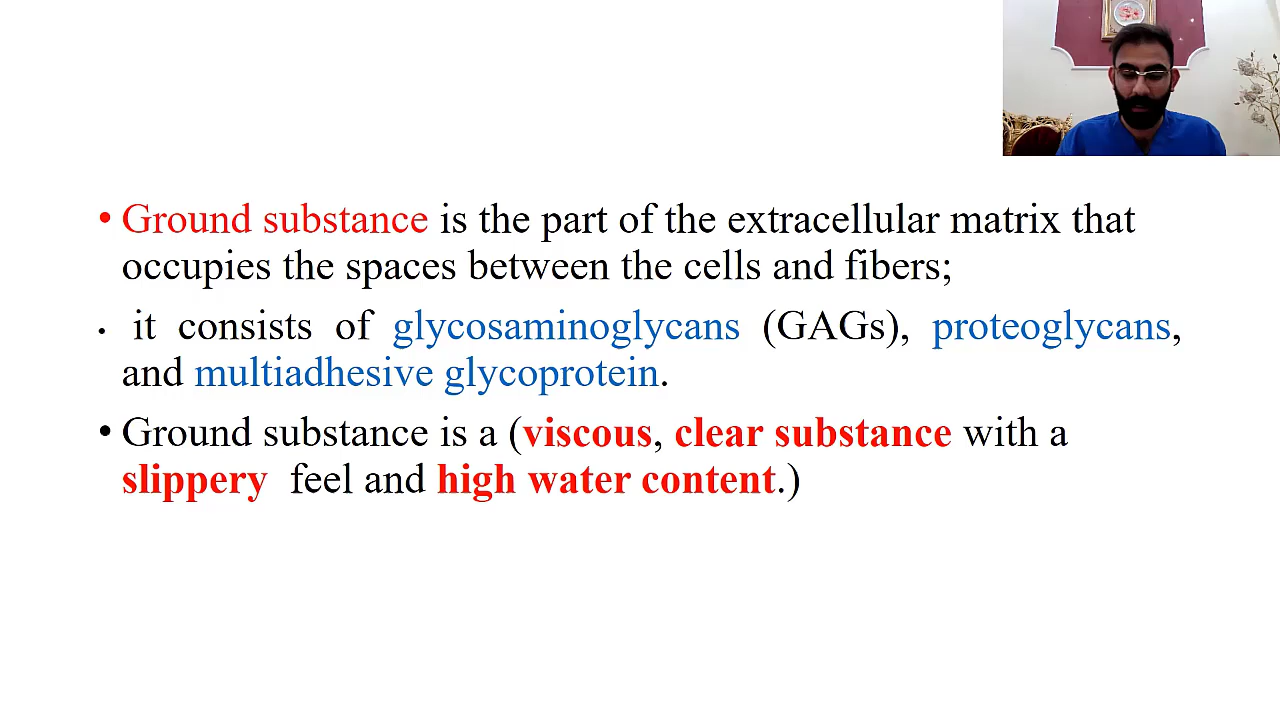 • Ground substance is the part of the extracellular matrix that
occupies the spaces between the cells and fibers;
• it consists of glycosaminoglycans (GAGs), proteoglycans,
and multiadhesive glycoprotein.
• Ground substance is a (viscous, clear substance with a
slippery feel and high water content.)